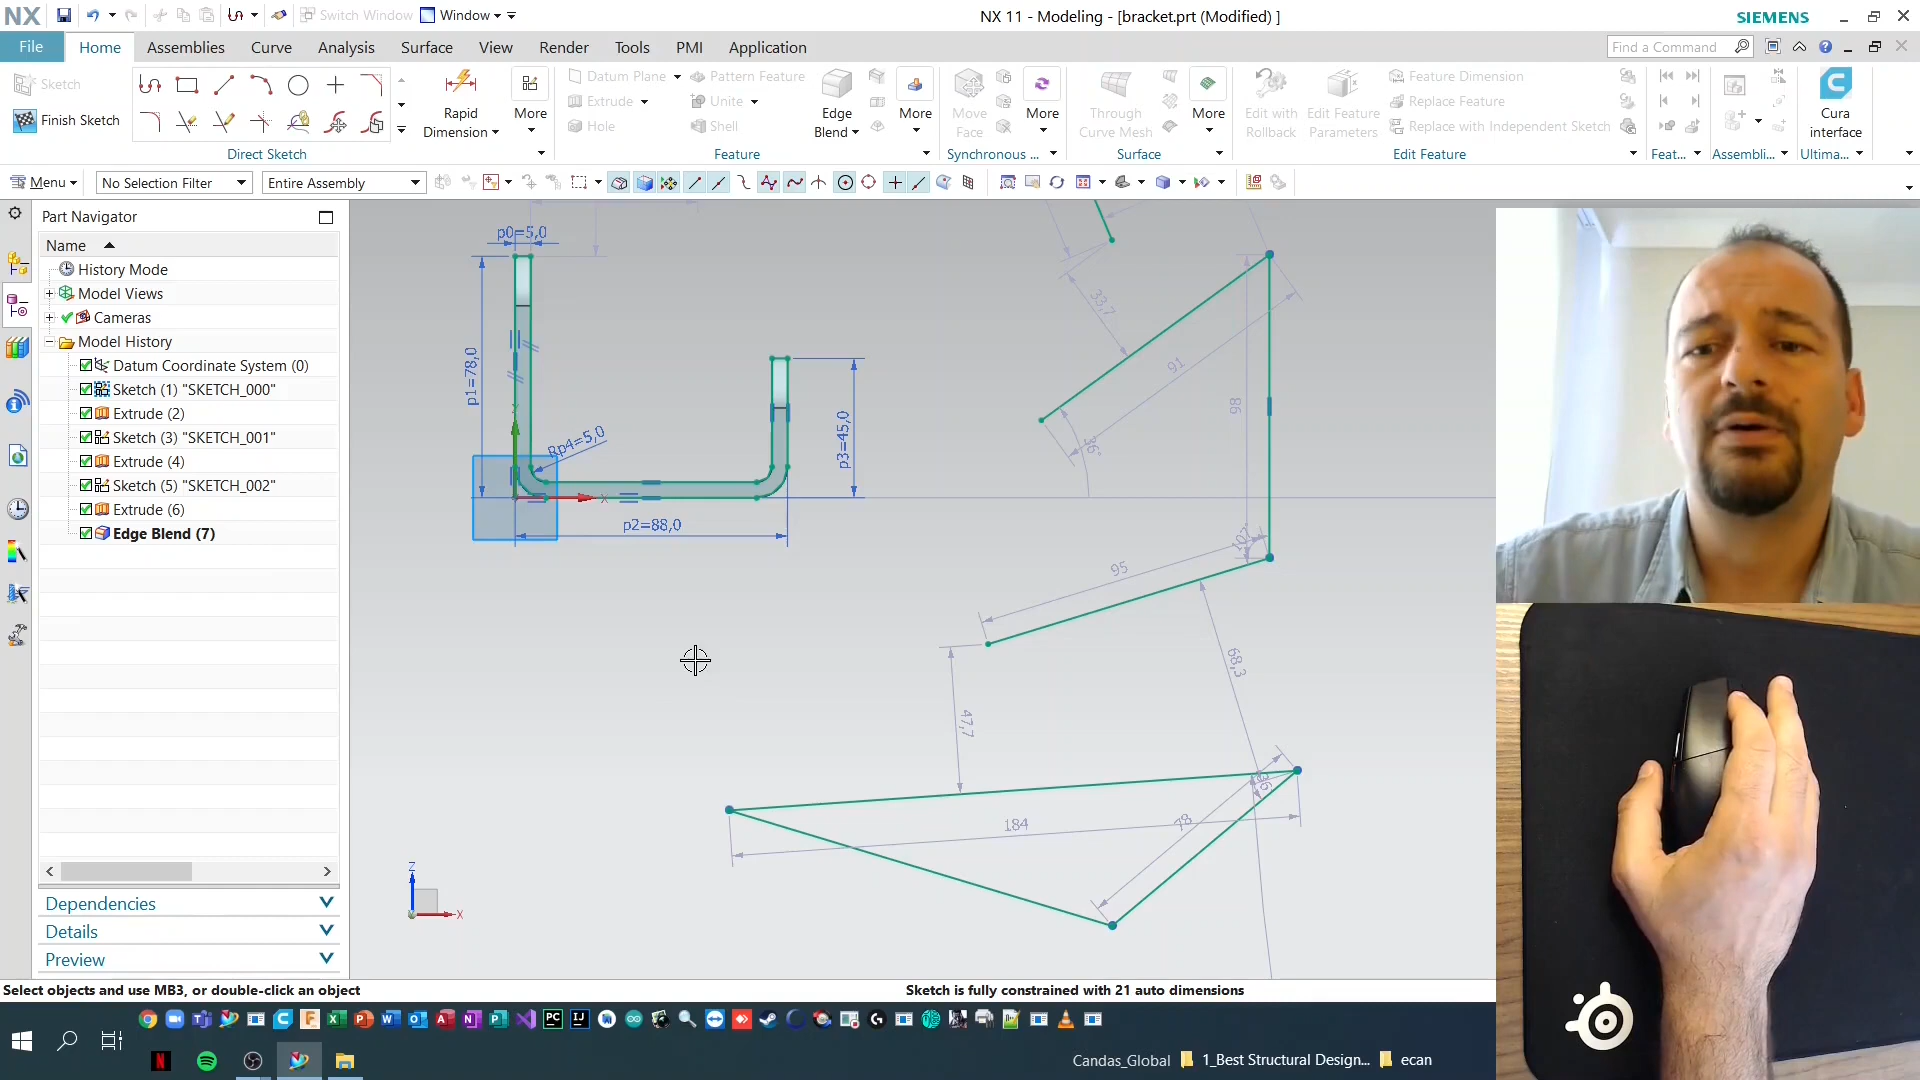 NX
Switch Window
Window
NX 11 - Modeling - [bracket.prt (Modified) ]
SIEMENS
File
Home
Assemblies
Curve
Analysis
Surface
View
Render
Tools
PMI
Application
Find a Command
Sketch
Finish Sketch
Rapid
Dimension
More
Direct Sketch
Datum Plane
Extrude
Hole
Pattern Feature
Unite
Shell
Edge
Blend
More
Feature
Move
Face
More
Synchronous ...
Through
Curve Mesh
More
Surface
Edit with
Rollback
Edit Feature
Parameters
Feature Dimension
Replace Feature
Replace with Independent Sketch
Edit Feature
Feat...
Assembli...
Cura
interface
Ultima...
Menu
No Selection Filter
Entire Assembly
Part Navigator
Name
History Mode
Model Views
Cameras
Model History
Datum Coordinate System (0)
Sketch (1) "SKETCH_000"
Extrude (2)
Sketch (3) "SKETCH_001"
Extrude (4)
Sketch (5) "SKETCH_002"
Extrude (6)
Edge Blend (7)
Dependencies
Details
Preview
p0=5,0
p1=78,0
Rp4=5,0
p3=45,0
p2=88,0
X
33,7
91
98
36°
95
68,3
47,7
184
78
Z
X
Select objects and use MB3, or double-click an object
Sketch is fully constrained with 21 auto dimensions
Candas_Global
1_Best Structural Design...
ecan